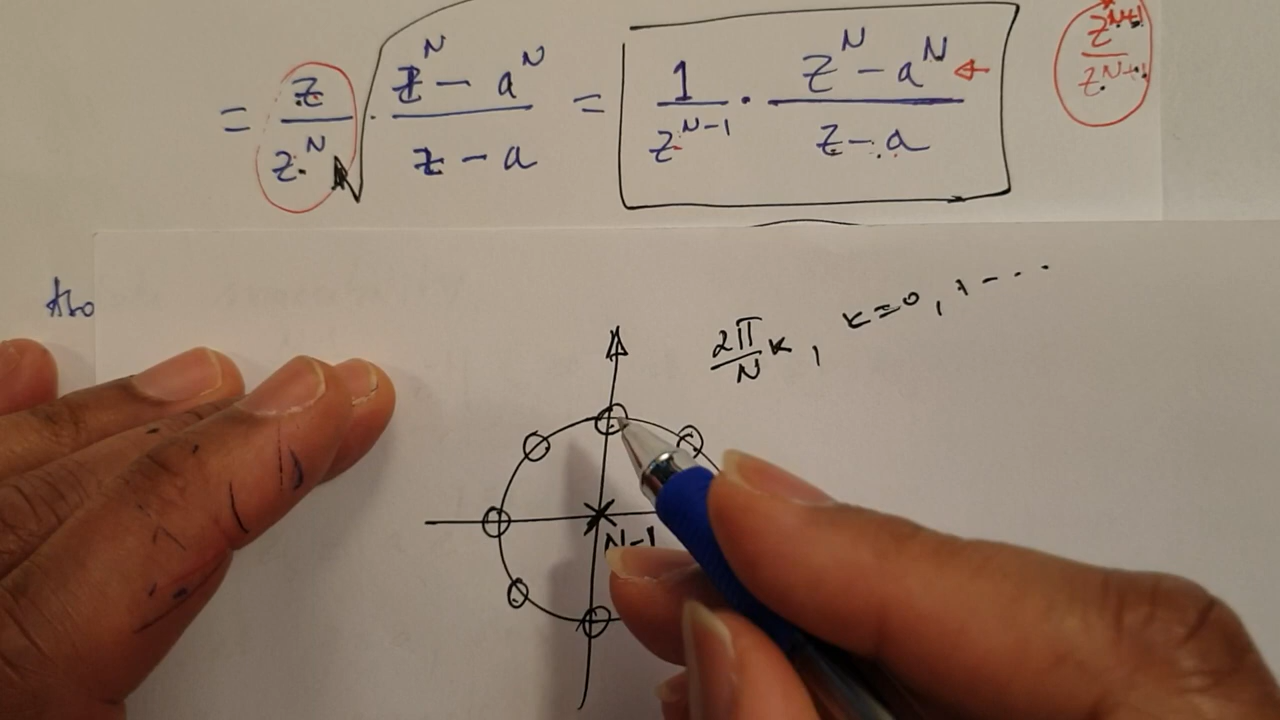 = z/z^N · (z^N - a^N)/(z - a) = 1/z^(N-1) · (z^N - a^N)/(z - a)
z^(N+1)/z^(N+1)
2π/N k, k=0, 1 - - -
N-1